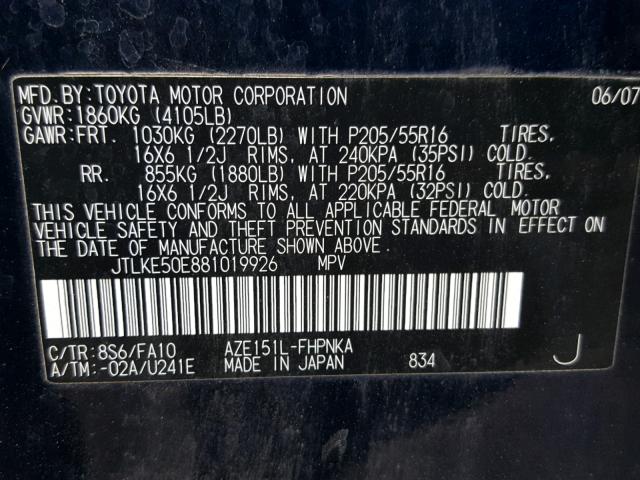 MFD.BY:TOYOTA MOTOR CORPORATION 06/07
GVWR:1860KG (4105LB)
GAWR:FRT. 1030KG (2270LB) WITH P205/55R16 TIRES,
16X6 1/2J RIMS, AT 240KPA (35PSI) COLD.
RR. 855KG (1880LB) WITH P205/55R16 TIRES,
16X6 1/2J RIMS, AT 220KPA (32PSI) COLD.
THIS VEHICLE CONFORMS TO ALL APPLICABLE FEDERAL MOTOR
VEHICLE SAFETY AND THEFT PREVENTION STANDARDS IN EFFECT ON
THE DATE OF MANUFACTURE SHOWN ABOVE.
JTLKE50E881019926 MPV
C/TR:8S6/FA10 AZE151L-FHPNKA
A/TM:-02A/U241E MADE IN JAPAN 834 J